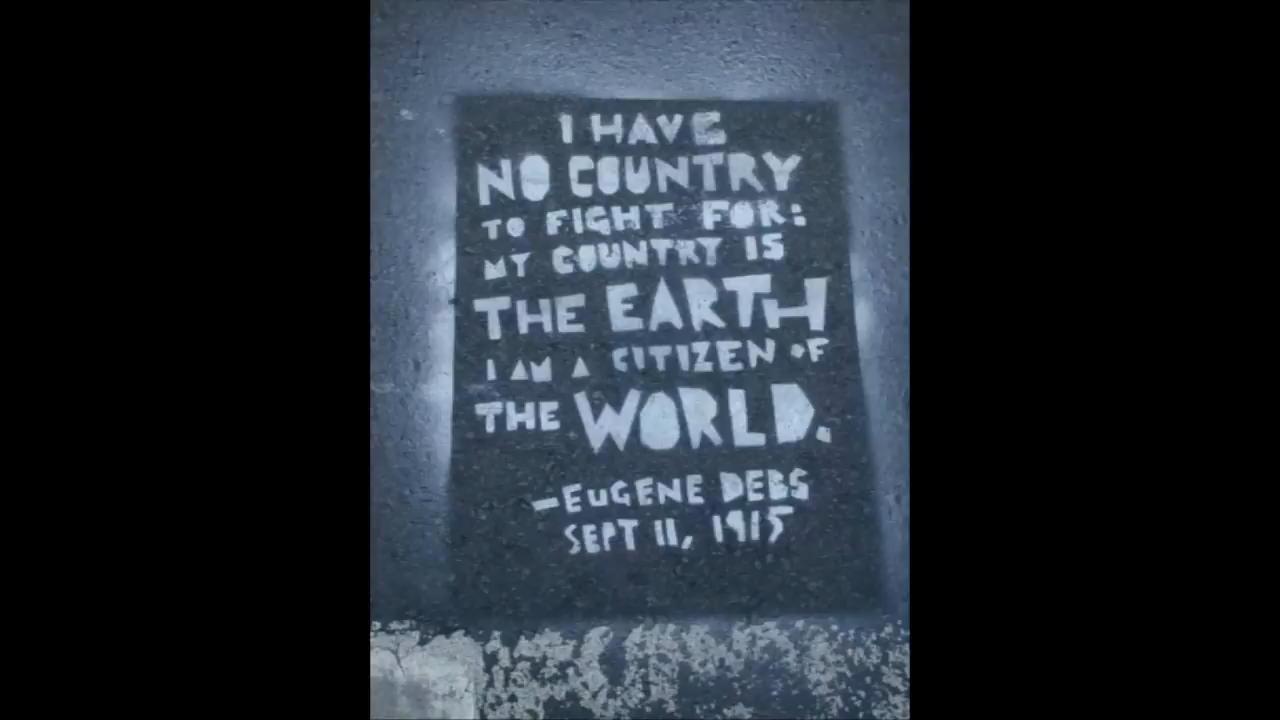 I HAVE
NO COUNTRY
TO FIGHT FOR:
MY COUNTRY IS
THE EARTH
I AM A CITIZEN OF
THE WORLD.
—EUGENE DEBS
SEPT 11, 1915